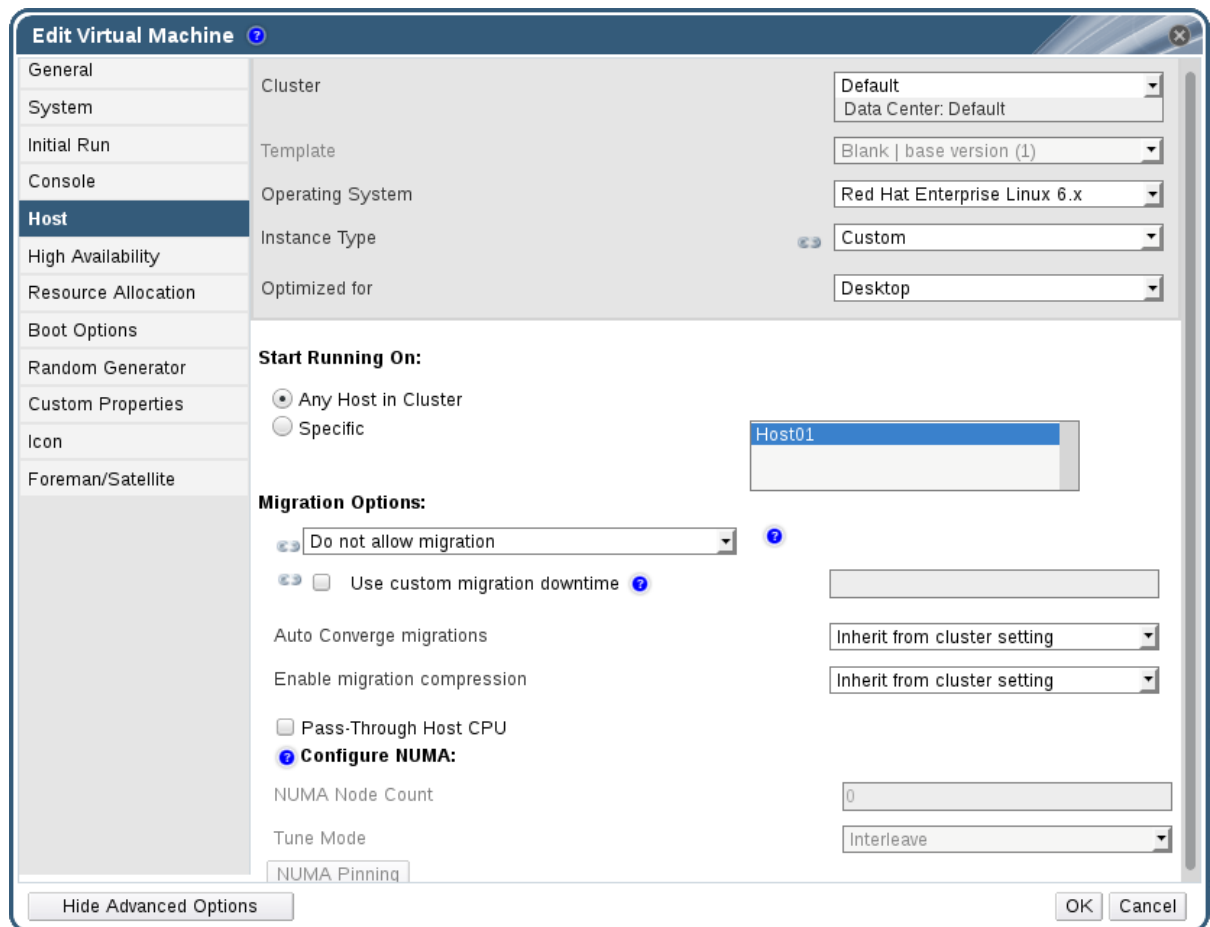 Edit Virtual Machine ?
General
System
Initial Run
Console
Host
High Availability
Resource Allocation
Boot Options
Random Generator
Custom Properties
Icon
Foreman/Satellite
Cluster Default
Data Center: Default
Template Blank | base version (1)
Operating System Red Hat Enterprise Linux 6.x
Instance Type Custom
Optimized for Desktop
Start Running On:
Any Host in Cluster
Specific
Host01
Migration Options:
Do not allow migration ?
Use custom migration downtime ?
Auto Converge migrations Inherit from cluster setting
Enable migration compression Inherit from cluster setting
Pass-Through Host CPU
? Configure NUMA:
NUMA Node Count 0
Tune Mode Interleave
NUMA Pinning
Hide Advanced Options OK Cancel